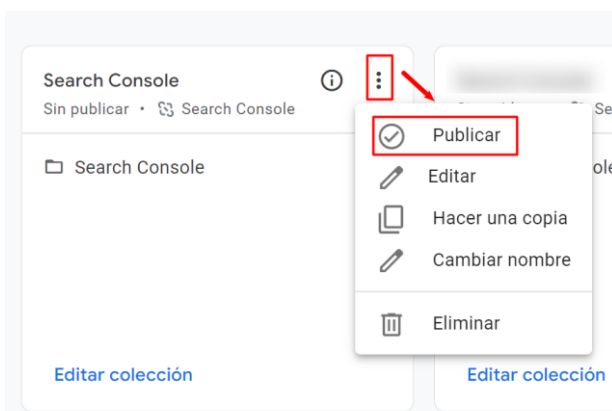 Search Console
Sin publicar • Search Console
Se
Search Console
Publicar
Editar
Hacer una copia
Cambiar nombre
Eliminar
Editar colección
Editar colección